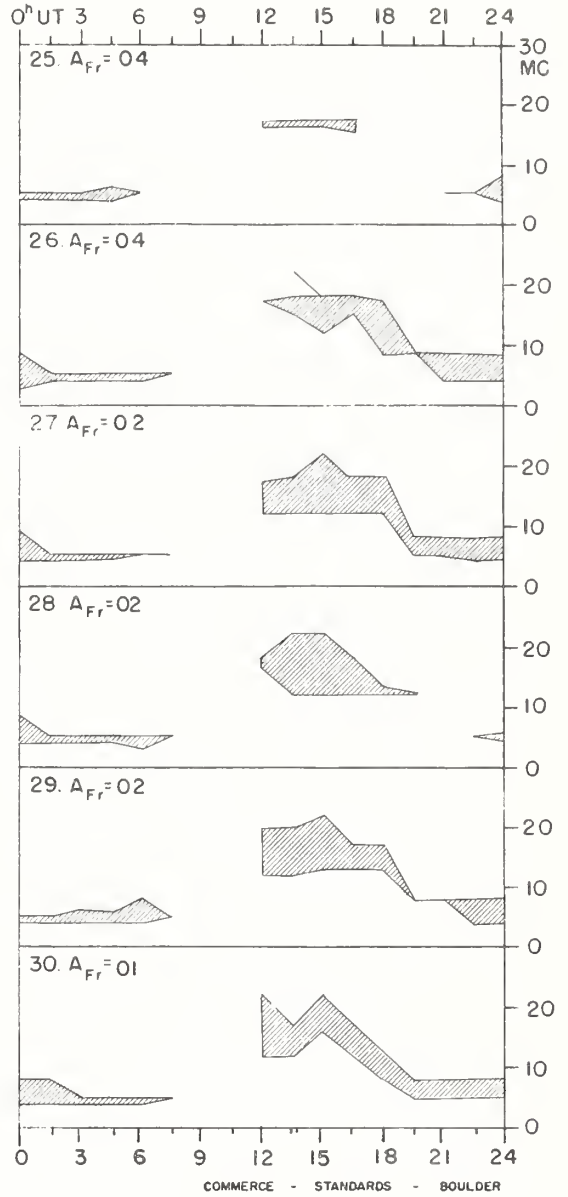 0ʰ UT 3 6 9 12 15 18 21 24
30
25. A_Fr= 04
MC
20
10
0
26. A_Fr= 04
20
10
0
27 A_Fr= 02
20
10
0
28 A_Fr=02
20
10
0
29. A_Fr= 02
20
10
0
30. A_Fr= 01
20
10
0
0 3 6 9 12 15 18 21 24
COMMERCE - STANDARDS - BOULDER